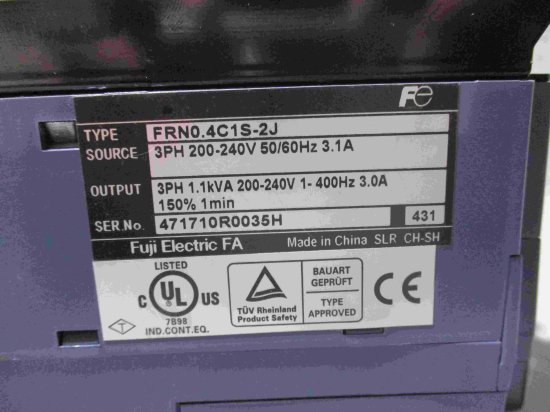 Fe
TYPE FRN0.4C1S-2J
SOURCE 3PH 200-240V 50/60Hz 3.1A
OUTPUT 3PH 1.1kVA 200-240V 1- 400Hz 3.0A
150% 1min
SER.No. 471710R0035H 431
Fuji Electric FA Made in China SLR CH-SH
LISTED
C UL US
7B98
IND.CONT.EQ.
T
TÜV Rheinland
Product Safety
BAUART
GEPRÜFT
TYPE
APPROVED
CE